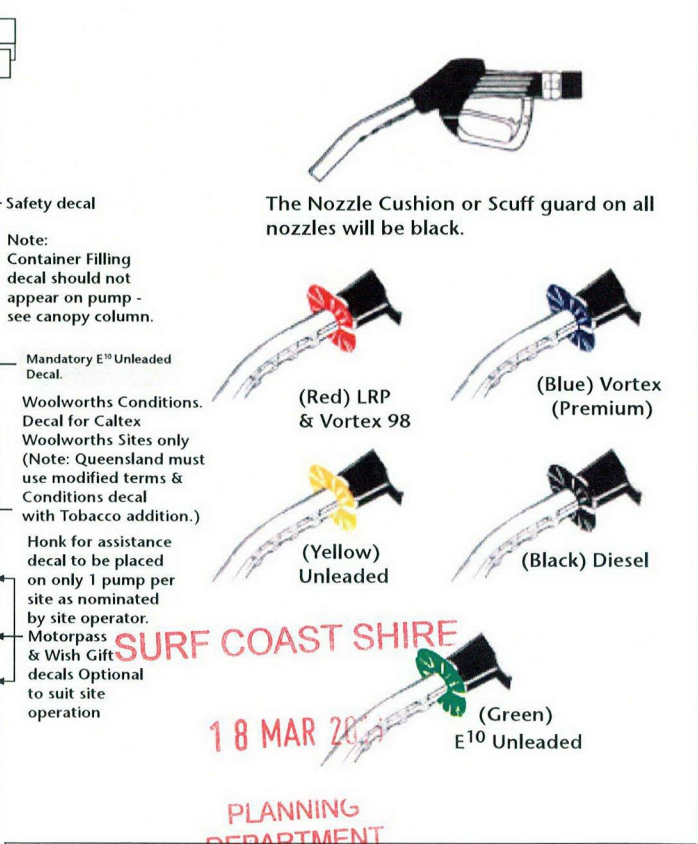 Safety decal
Note:
Container Filling
decal should not
appear on pump -
see canopy column.
Mandatory E¹⁰ Unleaded
Decal.
Woolworths Conditions.
Decal for Caltex
Woolworths Sites only
(Note: Queensland must
use modified terms &
Conditions decal
with Tobacco addition.)
Honk for assistance
decal to be placed
on only 1 pump per
site as nominated
by site operator.
Motorpass
& Wish Gift
decals Optional
to suit site
operation
The Nozzle Cushion or Scuff guard on all
nozzles will be black.
(Red) LRP
& Vortex 98
(Blue) Vortex
(Premium)
(Yellow)
Unleaded
(Black) Diesel
(Green)
E¹⁰ Unleaded
SURF COAST SHIRE
18 MAR
PLANNING
DEPARTMENT